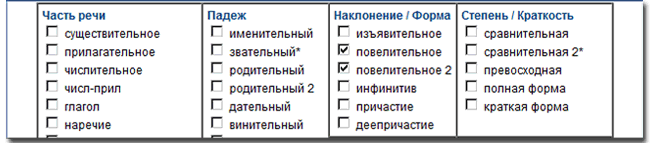 Часть речи Падеж Наклонение / Форма Степень / Краткость
существительное именительный изъявительное сравнительная
прилагательное звательный* повелительное сравнительная 2*
числительное родительный повелительное 2 превосходная
числ-прил родительный 2 инфинитив полная форма
глагол дательный причастие краткая форма
наречие винительный деепричастие